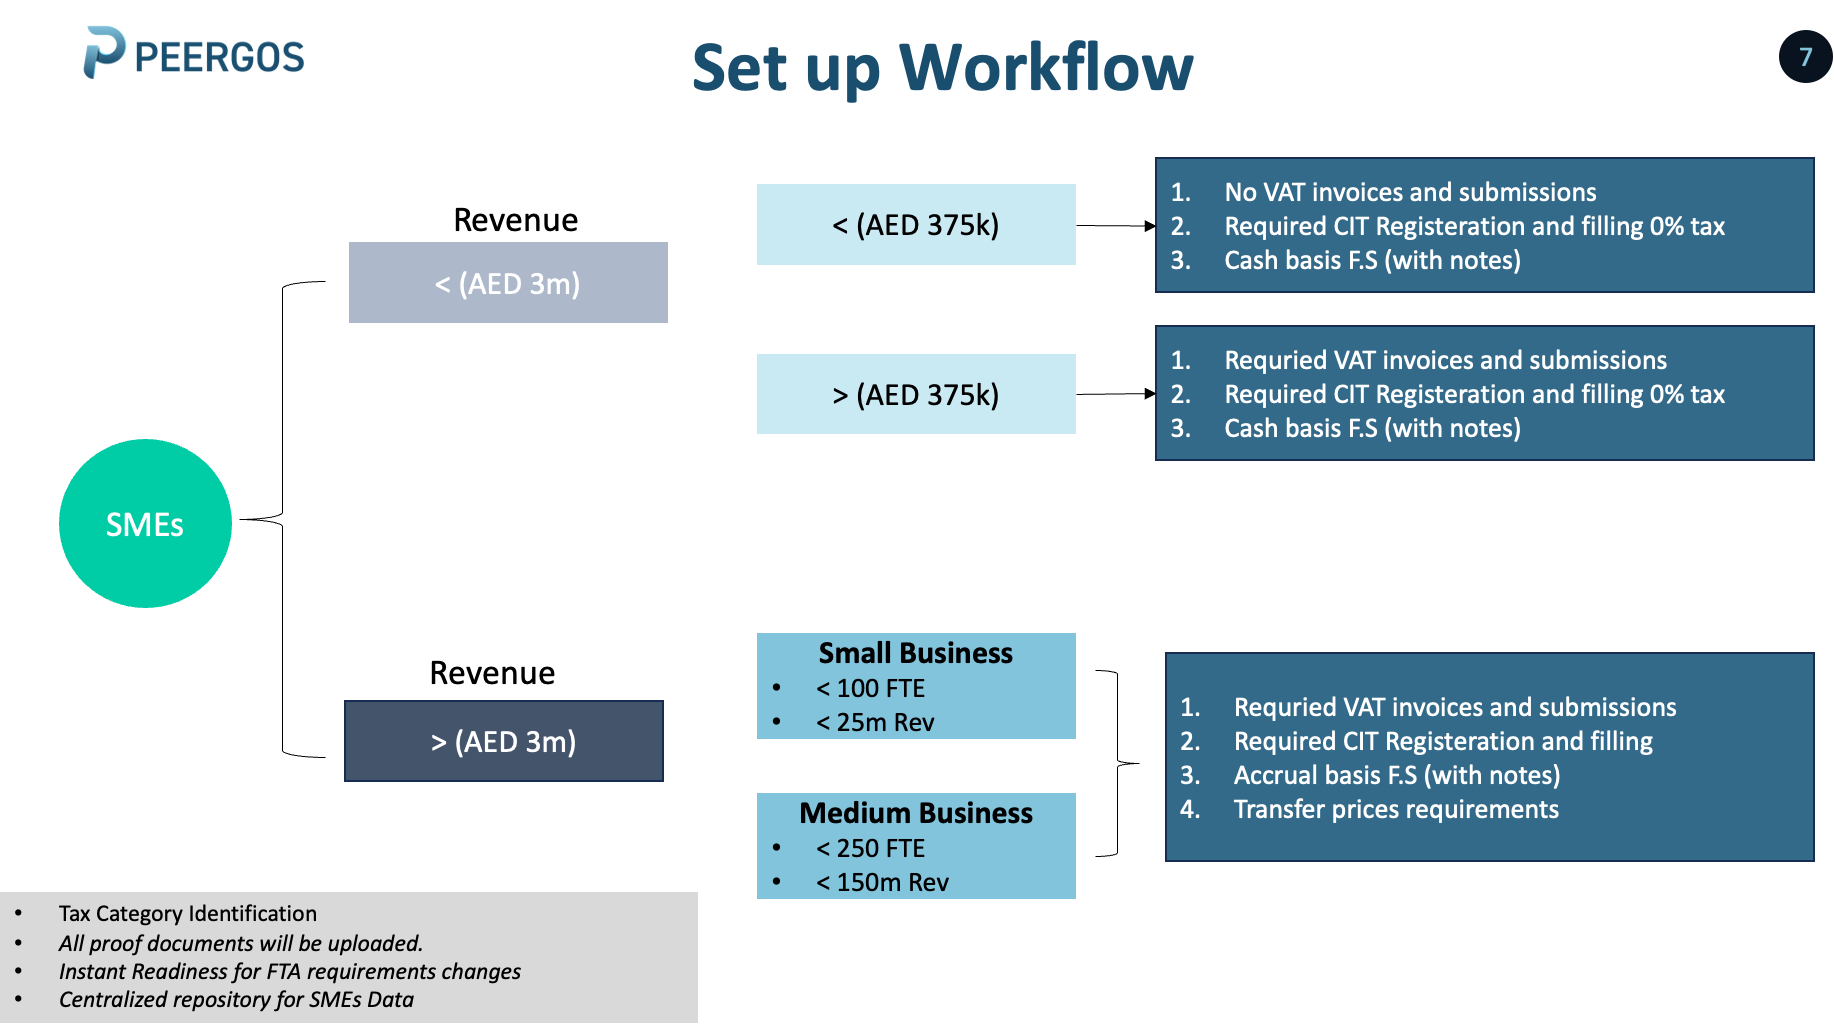 PEERGOS
Set up Workflow
7
Revenue
< (AED 3m)
< (AED 375k)
1. No VAT invoices and submissions
2. Required CIT Registeration and filling 0% tax
3. Cash basis F.S (with notes)
> (AED 375k)
1. Requried VAT invoices and submissions
2. Required CIT Registeration and filling 0% tax
3. Cash basis F.S (with notes)
SMEs
Revenue
> (AED 3m)
Small Business
• < 100 FTE
• < 25m Rev
Medium Business
• < 250 FTE
• < 150m Rev
1. Requried VAT invoices and submissions
2. Required CIT Registeration and filling
3. Accrual basis F.S (with notes)
4. Transfer prices requirements
• Tax Category Identification
• All proof documents will be uploaded.
• Instant Readiness for FTA requirements changes
• Centralized repository for SMEs Data